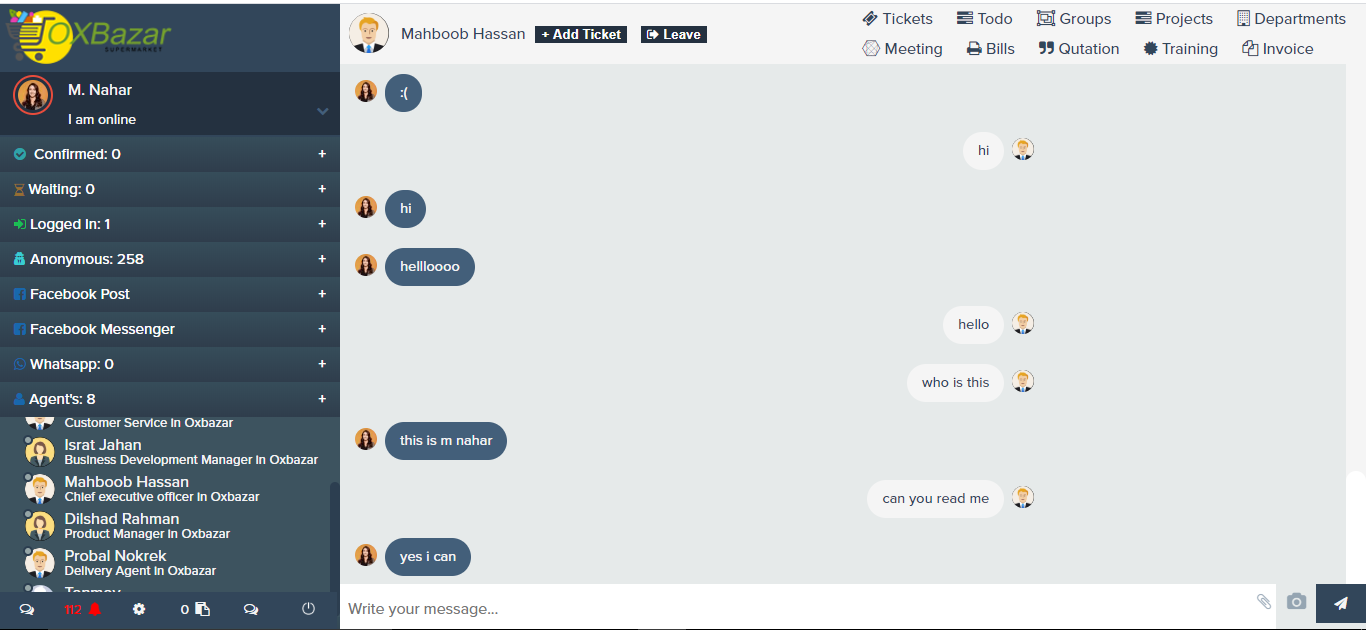 OXBazar
SUPERMARKET
M. Nahar
I am online
Confirmed: 0 +
Waiting: 0 +
Logged In: 1 +
Anonymous: 258 +
Facebook Post +
Facebook Messenger +
Whatsapp: 0 +
Agent's: 8 +
Customer Service in Oxbazar
Israt Jahan
Business Development Manager in Oxbazar
Mahboob Hassan
Chief executive officer in Oxbazar
Dilshad Rahman
Product Manager in Oxbazar
Probal Nokrek
Delivery Agent in Oxbazar
112 0
Mahboob Hassan + Add Ticket Leave
Tickets Todo Groups Projects Departments
Meeting Bills Qutation Training Invoice
:(
hi
hi
hellloooo
hello
who is this
this is m nahar
can you read me
yes i can
Write your message...